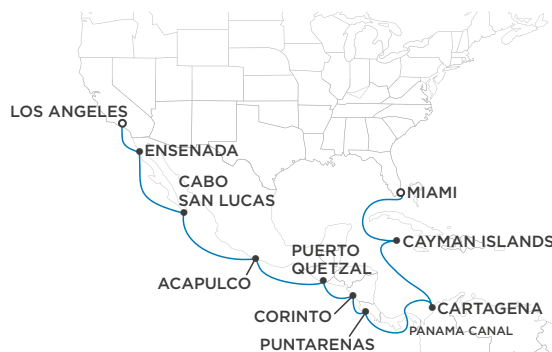 LOS ANGELES
ENSENADA
CABO
SAN LUCAS
MIAMI
CAYMAN ISLANDS
PUERTO
QUETZAL
ACAPULCO
CORINTO
CARTAGENA
PANAMA CANAL
PUNTARENAS